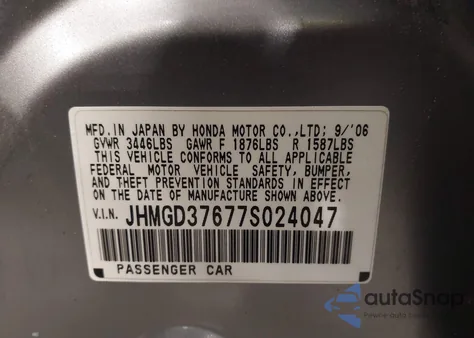 MFD.IN JAPAN BY HONDA MOTOR CO.,LTD; 9/'06
GVWR 3446LBS GAWR F 1876LBS R 1587LBS
THIS VEHICLE CONFORMS TO ALL APPLICABLE
FEDERAL MOTOR VEHICLE SAFETY, BUMPER,
AND THEFT PREVENTION STANDARDS IN EFFECT
ON THE DATE OF MANUFACTURE SHOWN ABOVE.
V.I.N. JHMGD37677S024047
PASSENGER CAR
autaSnap